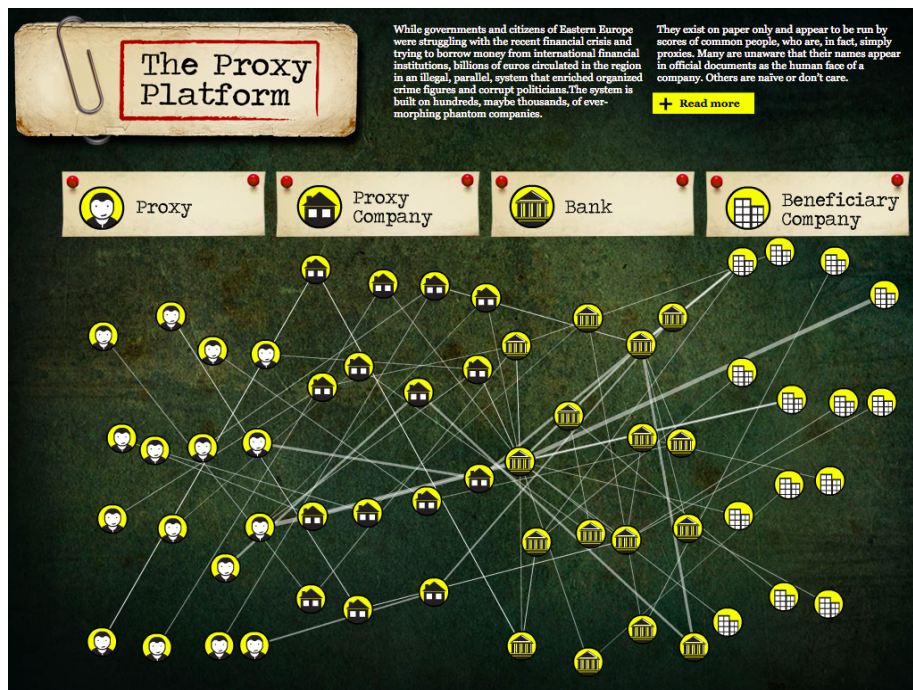 The Proxy
Platform
While governments and citizens of Eastern Europe
were struggling with the recent financial crisis and
trying to borrow money from international financial
institutions, billions of euros circulated in the region
in an illegal, parallel, system that enriched organized
crime figures and corrupt politicians.The system is
built on hundreds, maybe thousands, of ever-
morphing phantom companies.
They exist on paper only and appear to be run by
scores of common people, who are, in fact, simply
proxies. Many are unaware that their names appear
in official documents as the human face of a
company. Others are naïve or don't care.
+ Read more
Proxy
Proxy
Company
Bank
Beneficiary
Company